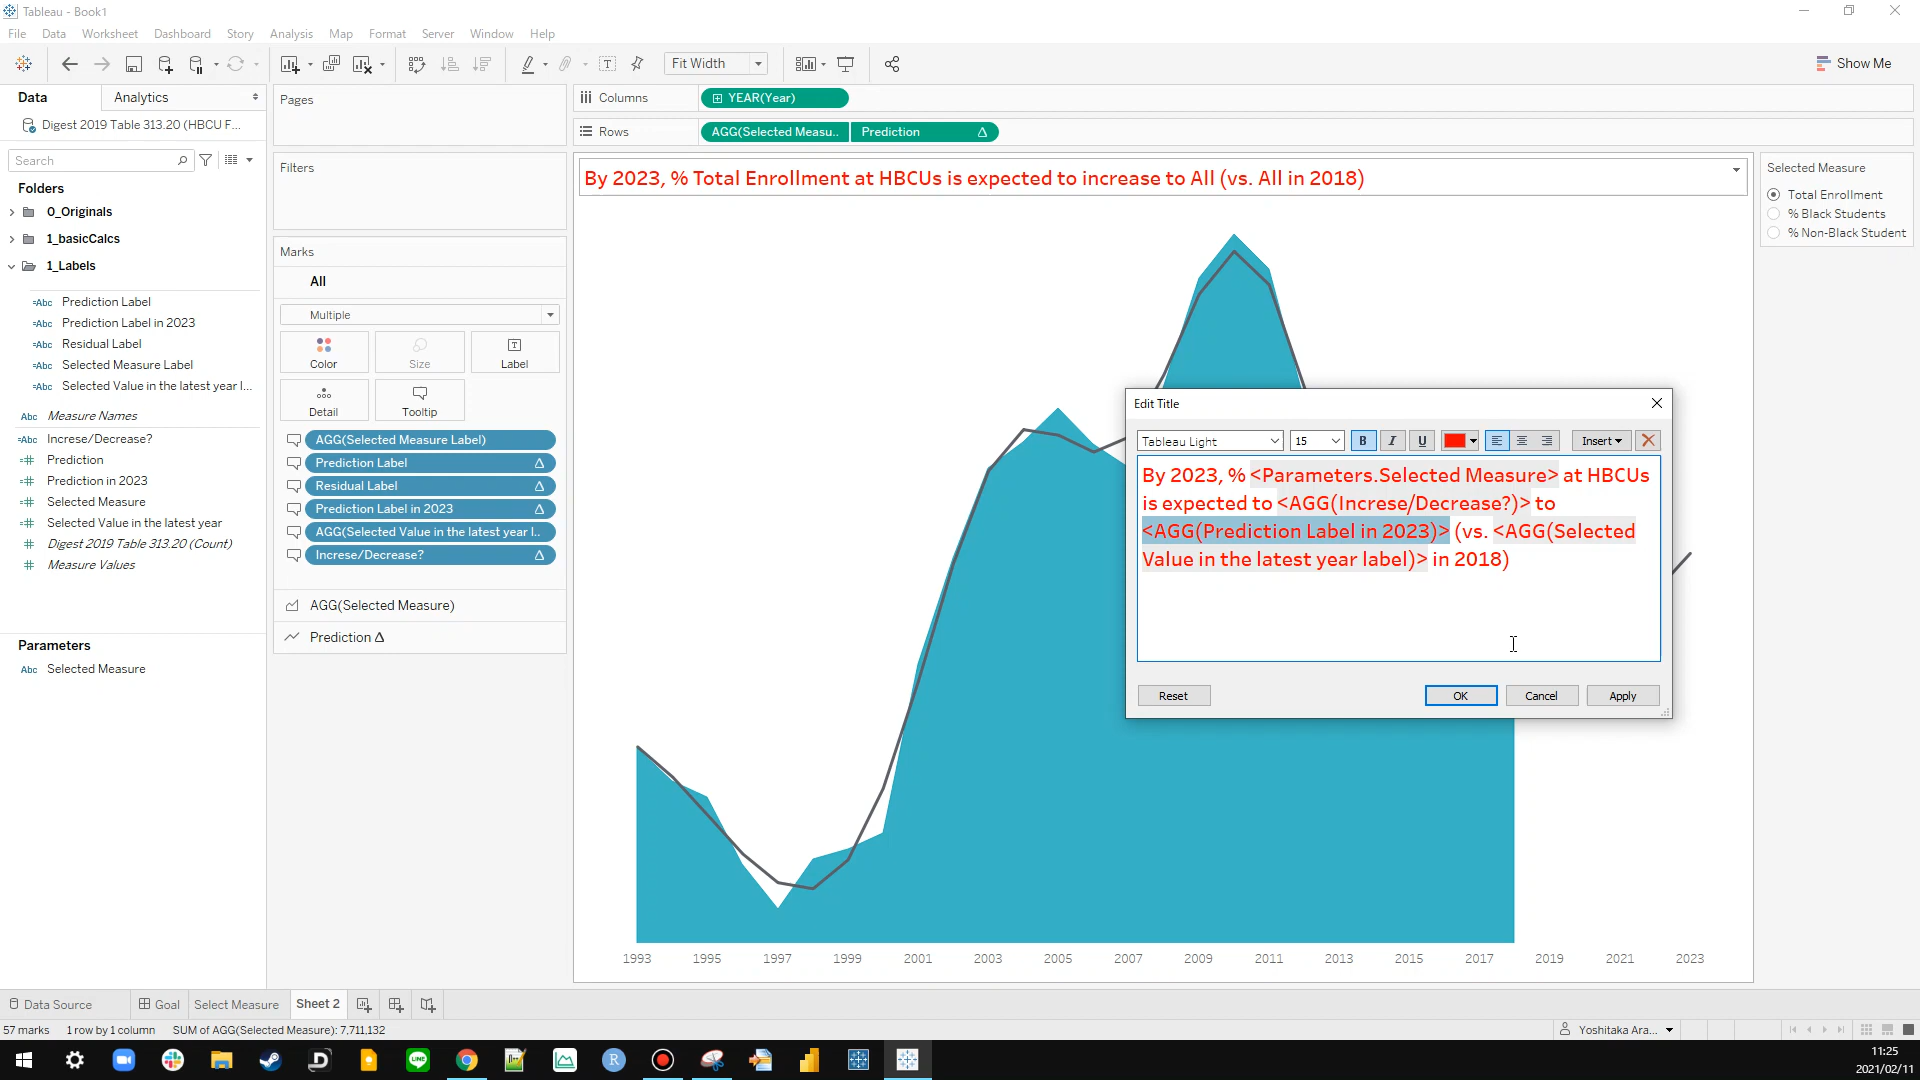 Tableau - Book1
File Data Worksheet Dashboard Story Analysis Map Format Server Window Help
Fit Width
Show Me
Data Analytics
Digest 2019 Table 313.20 (HBCU F...
Search
Folders
0_Originals
1_basicCalcs
1_Labels
=Abc Prediction Label
=Abc Prediction Label in 2023
=Abc Residual Label
=Abc Selected Measure Label
=Abc Selected Value in the latest year l...
Abc Measure Names
=Abc Increse/Decrease?
=# Prediction
=# Prediction in 2023
=# Selected Measure
=# Selected Value in the latest year
# Digest 2019 Table 313.20 (Count)
# Measure Values
Parameters
Abc Selected Measure
Pages
Filters
Marks
All
Multiple
Color Size Label
Detail Tooltip
AGG(Selected Measure Label)
Prediction Label Δ
Residual Label Δ
Prediction Label in 2023 Δ
AGG(Selected Value in the latest year l..
Increse/Decrease? Δ
AGG(Selected Measure)
Prediction Δ
Columns YEAR(Year)
Rows AGG(Selected Measu.. Prediction Δ
By 2023, % Total Enrollment at HBCUs is expected to increase to All (vs. All in 2018)
1993 1995 1997 1999 2001 2003 2005 2007 2009 2011 2013 2015 2017 2019 2021 2023
Selected Measure
Total Enrollment
% Black Students
% Non-Black Student
Edit Title
Tableau Light 15 B I U Insert
By 2023, % <Parameters.Selected Measure> at HBCUs
is expected to <AGG(Increse/Decrease?)> to
<AGG(Prediction Label in 2023)> (vs. <AGG(Selected
Value in the latest year label)> in 2018)
Reset OK Cancel Apply
Data Source Goal Select Measure Sheet 2
57 marks 1 row by 1 column SUM of AGG(Selected Measure): 7,711,132
Yoshitaka Ara...
LINE
R
11:25
2021/02/11